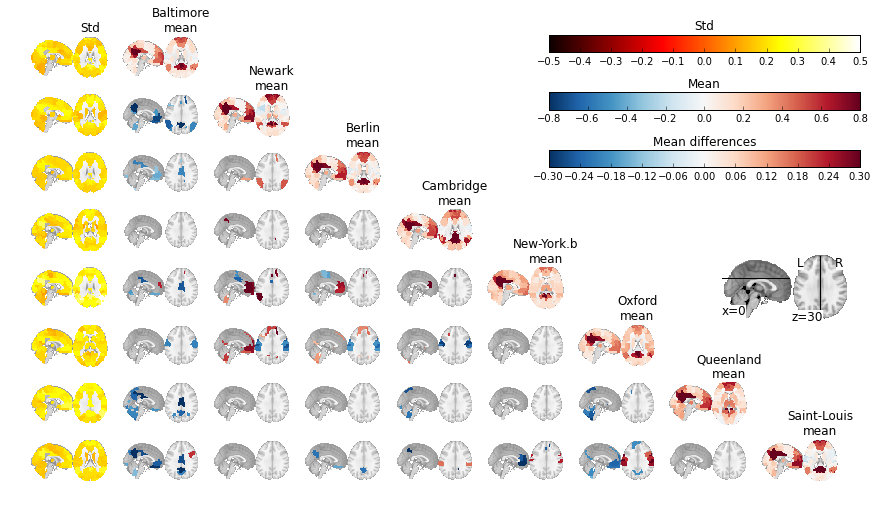 Std
Baltimore
mean
Newark
mean
Berlin
mean
Cambridge
mean
New-York.b
mean
Oxford
mean
Queenland
mean
Saint-Louis
mean
Std
−0.5 −0.4 −0.3 −0.2 −0.1 0.0 0.1 0.2 0.3 0.4 0.5
Mean
−0.8 −0.6 −0.4 −0.2 0.0 0.2 0.4 0.6 0.8
Mean differences
−0.30 −0.24 −0.18 −0.12 −0.06 0.00 0.06 0.12 0.18 0.24 0.30
L R
x=0 z=30